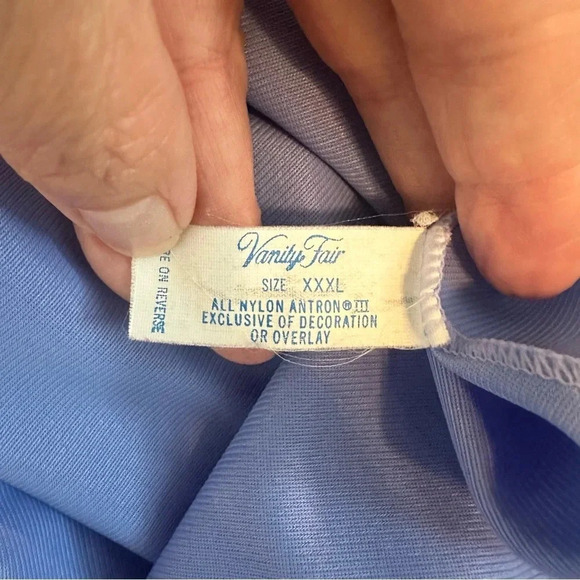 Vanity Fair
SIZE XXXL
ALL NYLON ANTRON® III
EXCLUSIVE OF DECORATION
OR OVERLAY
ON REVERSE